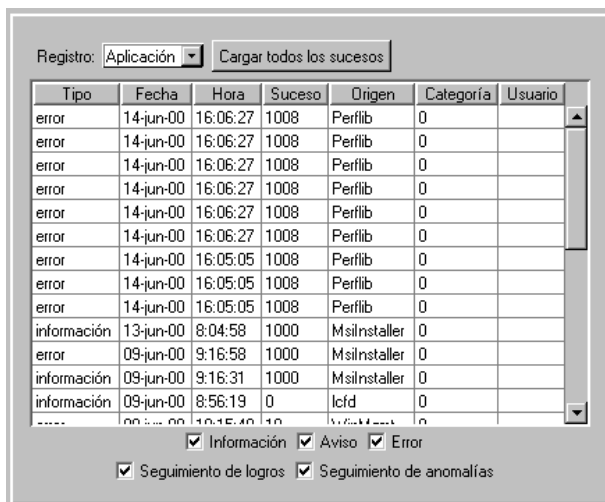 Registro: Aplicación Cargar todos los sucesos
Tipo Fecha Hora Suceso Origen Categoría Usuario
error 14-jun-00 16:06:27 1008 Perflib 0
error 14-jun-00 16:06:27 1008 Perflib 0
error 14-jun-00 16:06:27 1008 Perflib 0
error 14-jun-00 16:06:27 1008 Perflib 0
error 14-jun-00 16:06:27 1008 Perflib 0
error 14-jun-00 16:06:27 1008 Perflib 0
error 14-jun-00 16:05:05 1008 Perflib 0
error 14-jun-00 16:05:05 1008 Perflib 0
error 14-jun-00 16:05:05 1008 Perflib 0
información 13-jun-00 8:04:58 1000 MsiInstaller 0
error 09-jun-00 9:16:58 1000 MsiInstaller 0
información 09-jun-00 9:16:31 1000 MsiInstaller 0
información 09-jun-00 8:56:19 0 lcfd 0
Información Aviso Error
Seguimiento de logros Seguimiento de anomalías